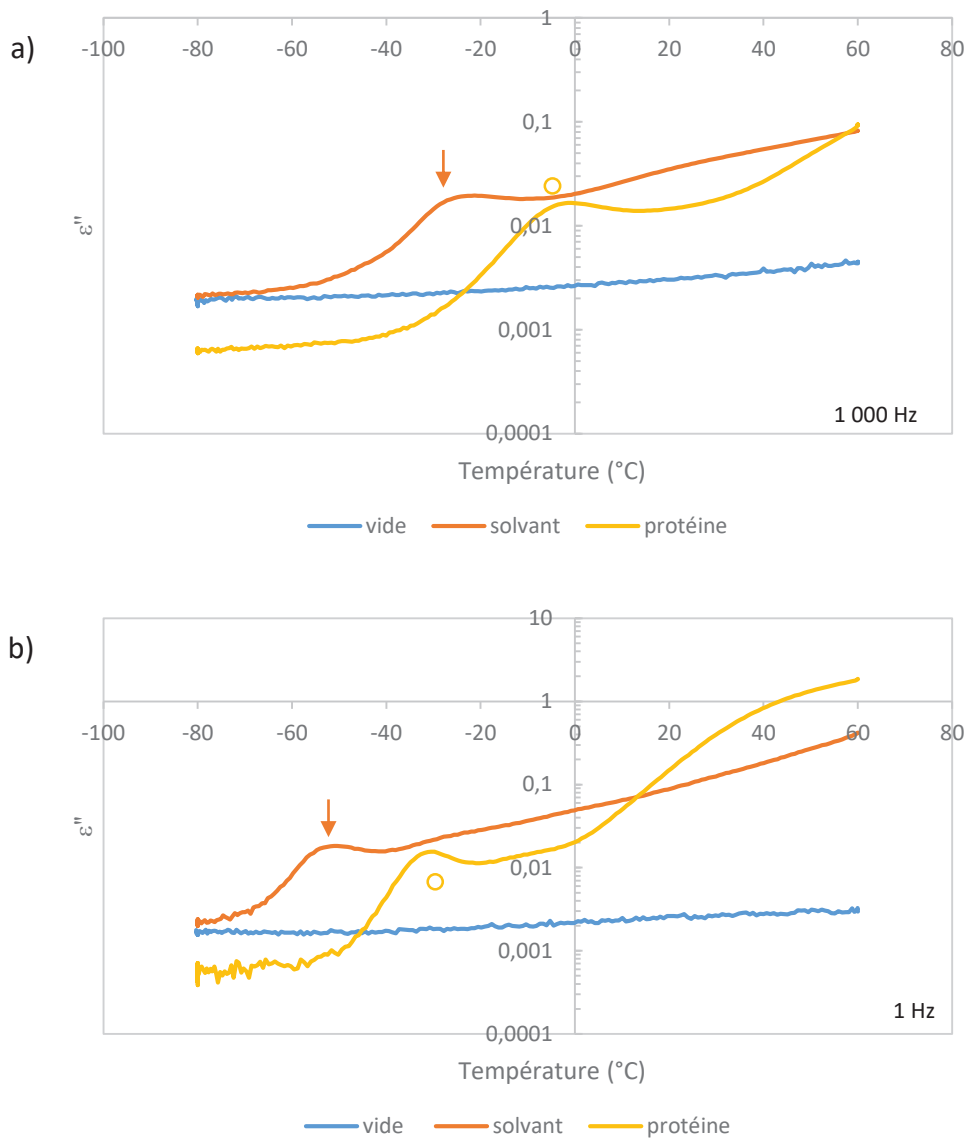 a)
1
-100 -80 -60 -40 -20 0 20 40 60 80
0,1
0,01
0,001
0,0001
ε"
1 000 Hz
Température (°C)
vide solvant protéine
b)
10
1
-100 -80 -60 -40 -20 0 20 40 60 80
0,1
0,01
0,001
0,0001
ε"
1 Hz
Température (°C)
vide solvant protéine